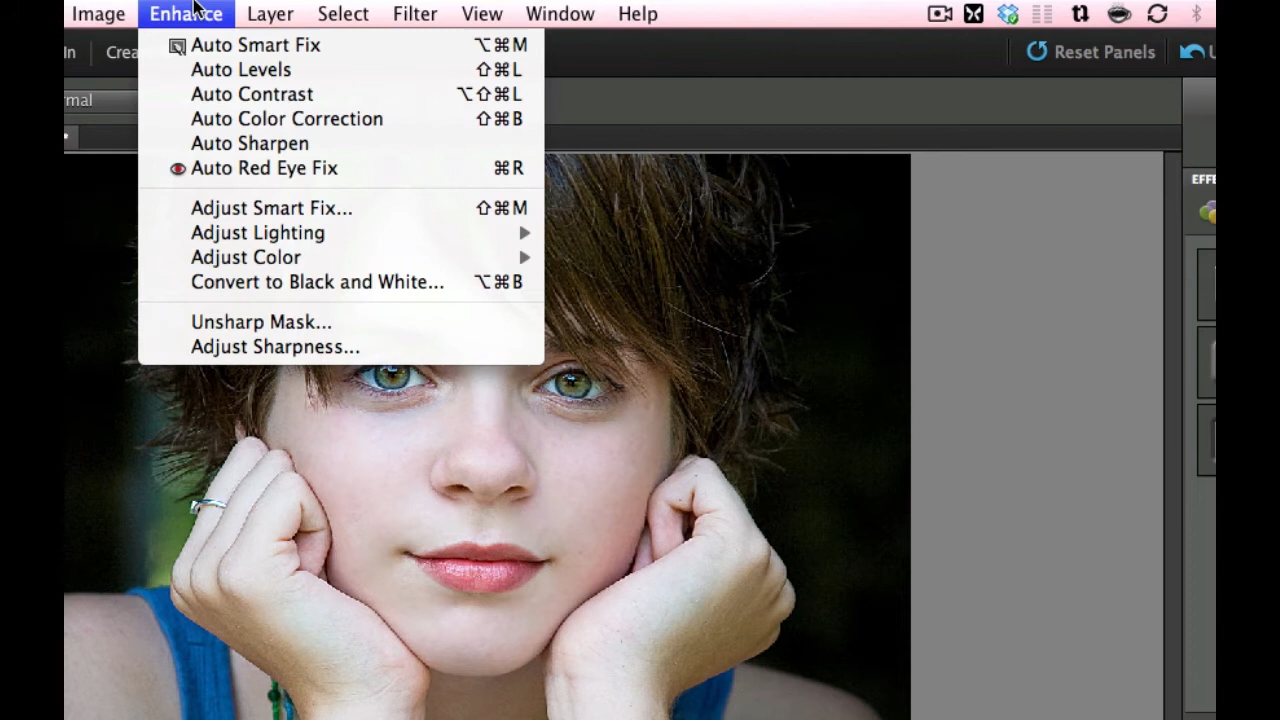 Image Enhance Layer Select Filter View Window Help
Reset Panels
Auto Smart Fix ⌥⌘M
Auto Levels ⇧⌘L
Auto Contrast ⌥⇧⌘L
Auto Color Correction ⇧⌘B
Auto Sharpen
Auto Red Eye Fix ⌘R
Adjust Smart Fix... ⇧⌘M
Adjust Lighting
Adjust Color
Convert to Black and White... ⌥⌘B
Unsharp Mask...
Adjust Sharpness...